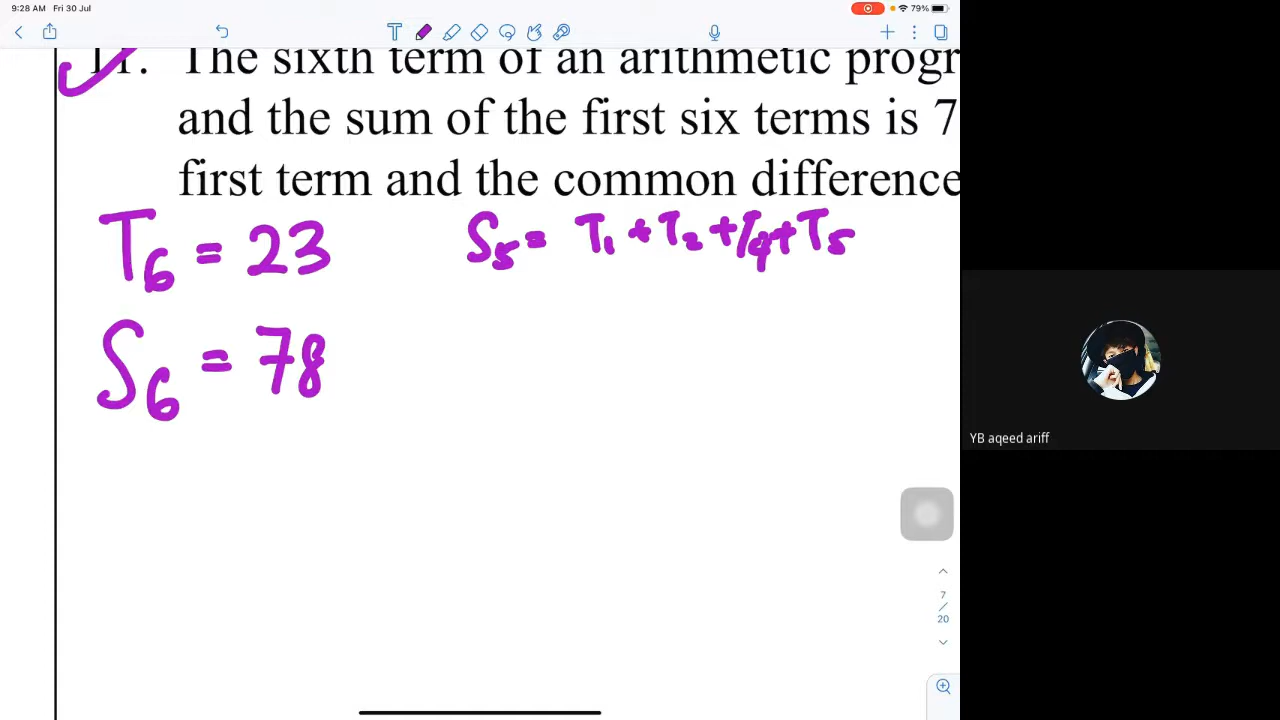 9:28 AM Fri 30 Jul
79%
11. The sixth term of an arithmetic progr
and the sum of the first six terms is 7
first term and the common difference
T6 = 23
S5 = T1 + T2 + T4 + T5
S6 = 78
YB aqeed ariff
7
/
20